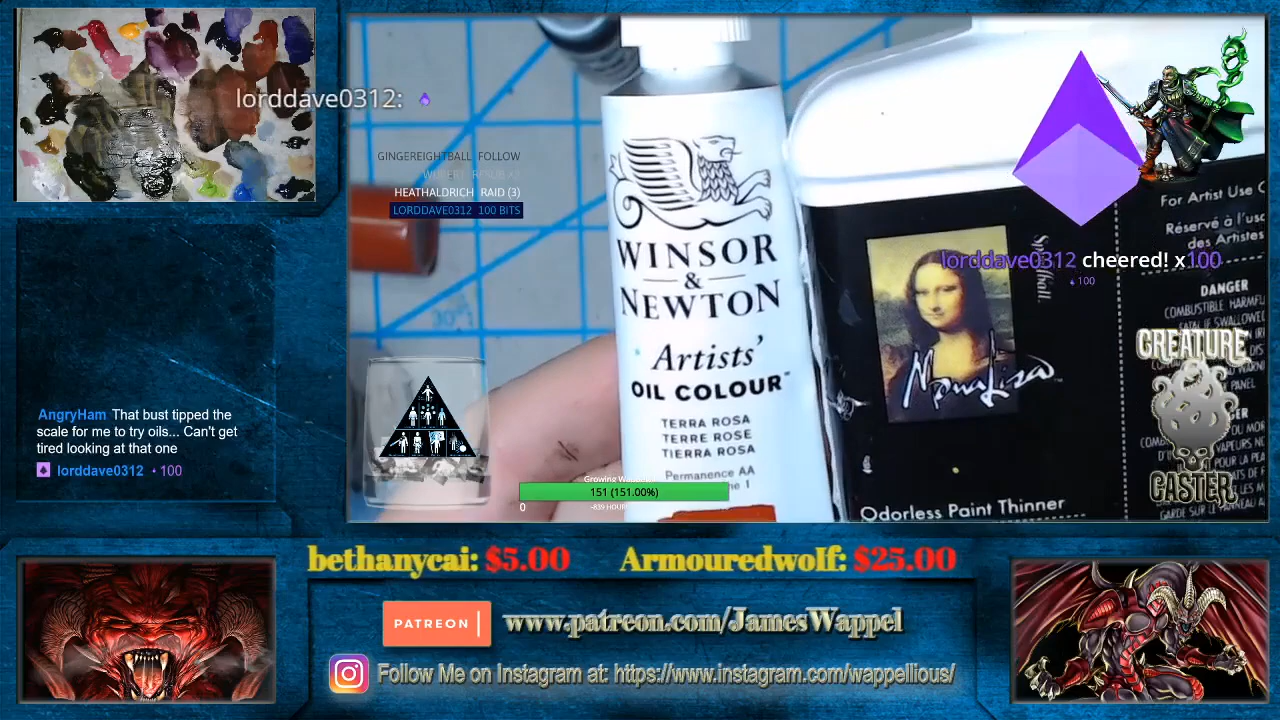 lorddave0312:
GINGEREIGHTBALL FOLLOW
HEATHALDRICH RAID (3)
LORDDAVE0312 100 BITS
AngryHam That bust tipped the
scale for me to try oils... Can't get
tired looking at that one
lorddave0312 100
WINSOR
&
NEWTON
Artists'
OIL COLOUR
TERRA ROSA
TERRE ROSE
TIERRA ROSA
Permanence AA
Growing
151 (151.00%)
0
Mona Lisa
Odorless Paint Thinner
For Artist Use
Réservé à l'usa
des Artistes
DANGER
lorddave0312 cheered! x100
100
CREATURE
CASTER
bethanycai: $5.00 Armouredwolf: $25.00
PATREON
www.patreon.com/JamesWappel
Follow Me on Instagram at: https://www.instagram.com/wappellious/